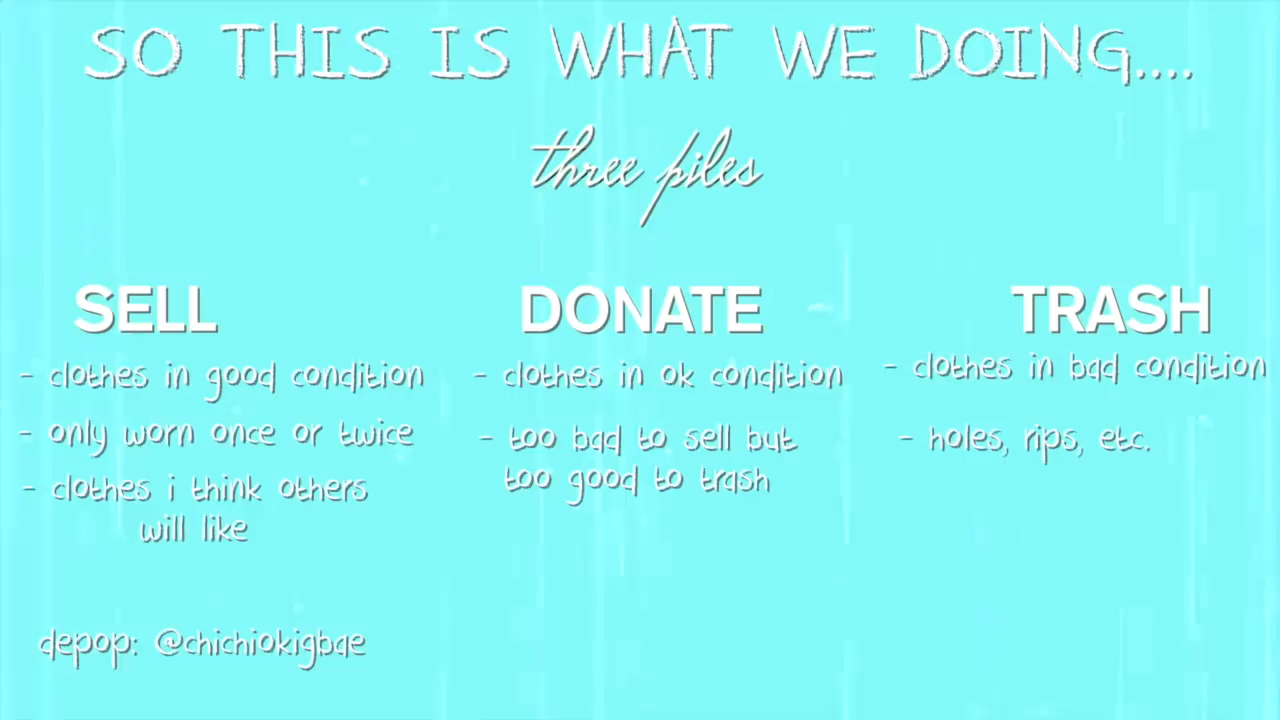 SO THIS IS WHAT WE DOING....
three piles
SELL
- clothes in good condition
- only worn once or twice
- clothes i think others
will like
DONATE
- clothes in ok condition
- too bad to sell but
too good to trash
TRASH
- clothes in bad condition
- holes, rips, etc.
depop: @chichiokigbae